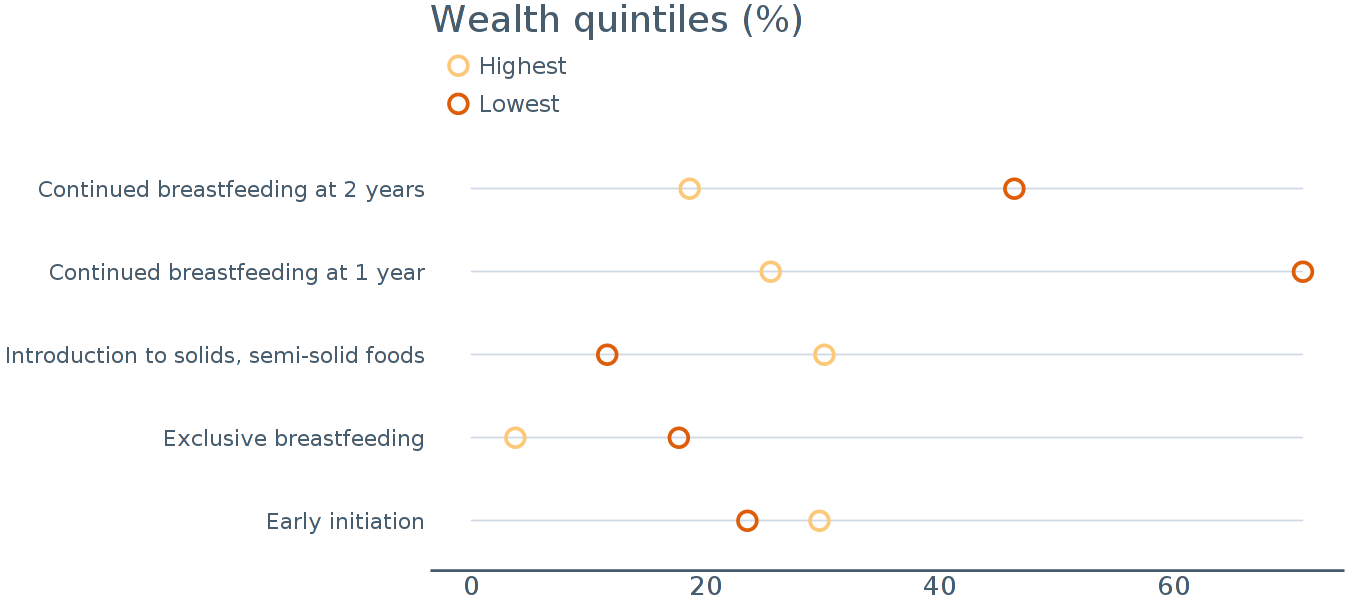 Wealth quintiles (%)
Highest
Lowest
Continued breastfeeding at 2 years
Continued breastfeeding at 1 year
Introduction to solids, semi-solid foods
Exclusive breastfeeding
Early initiation
0 20 40 60